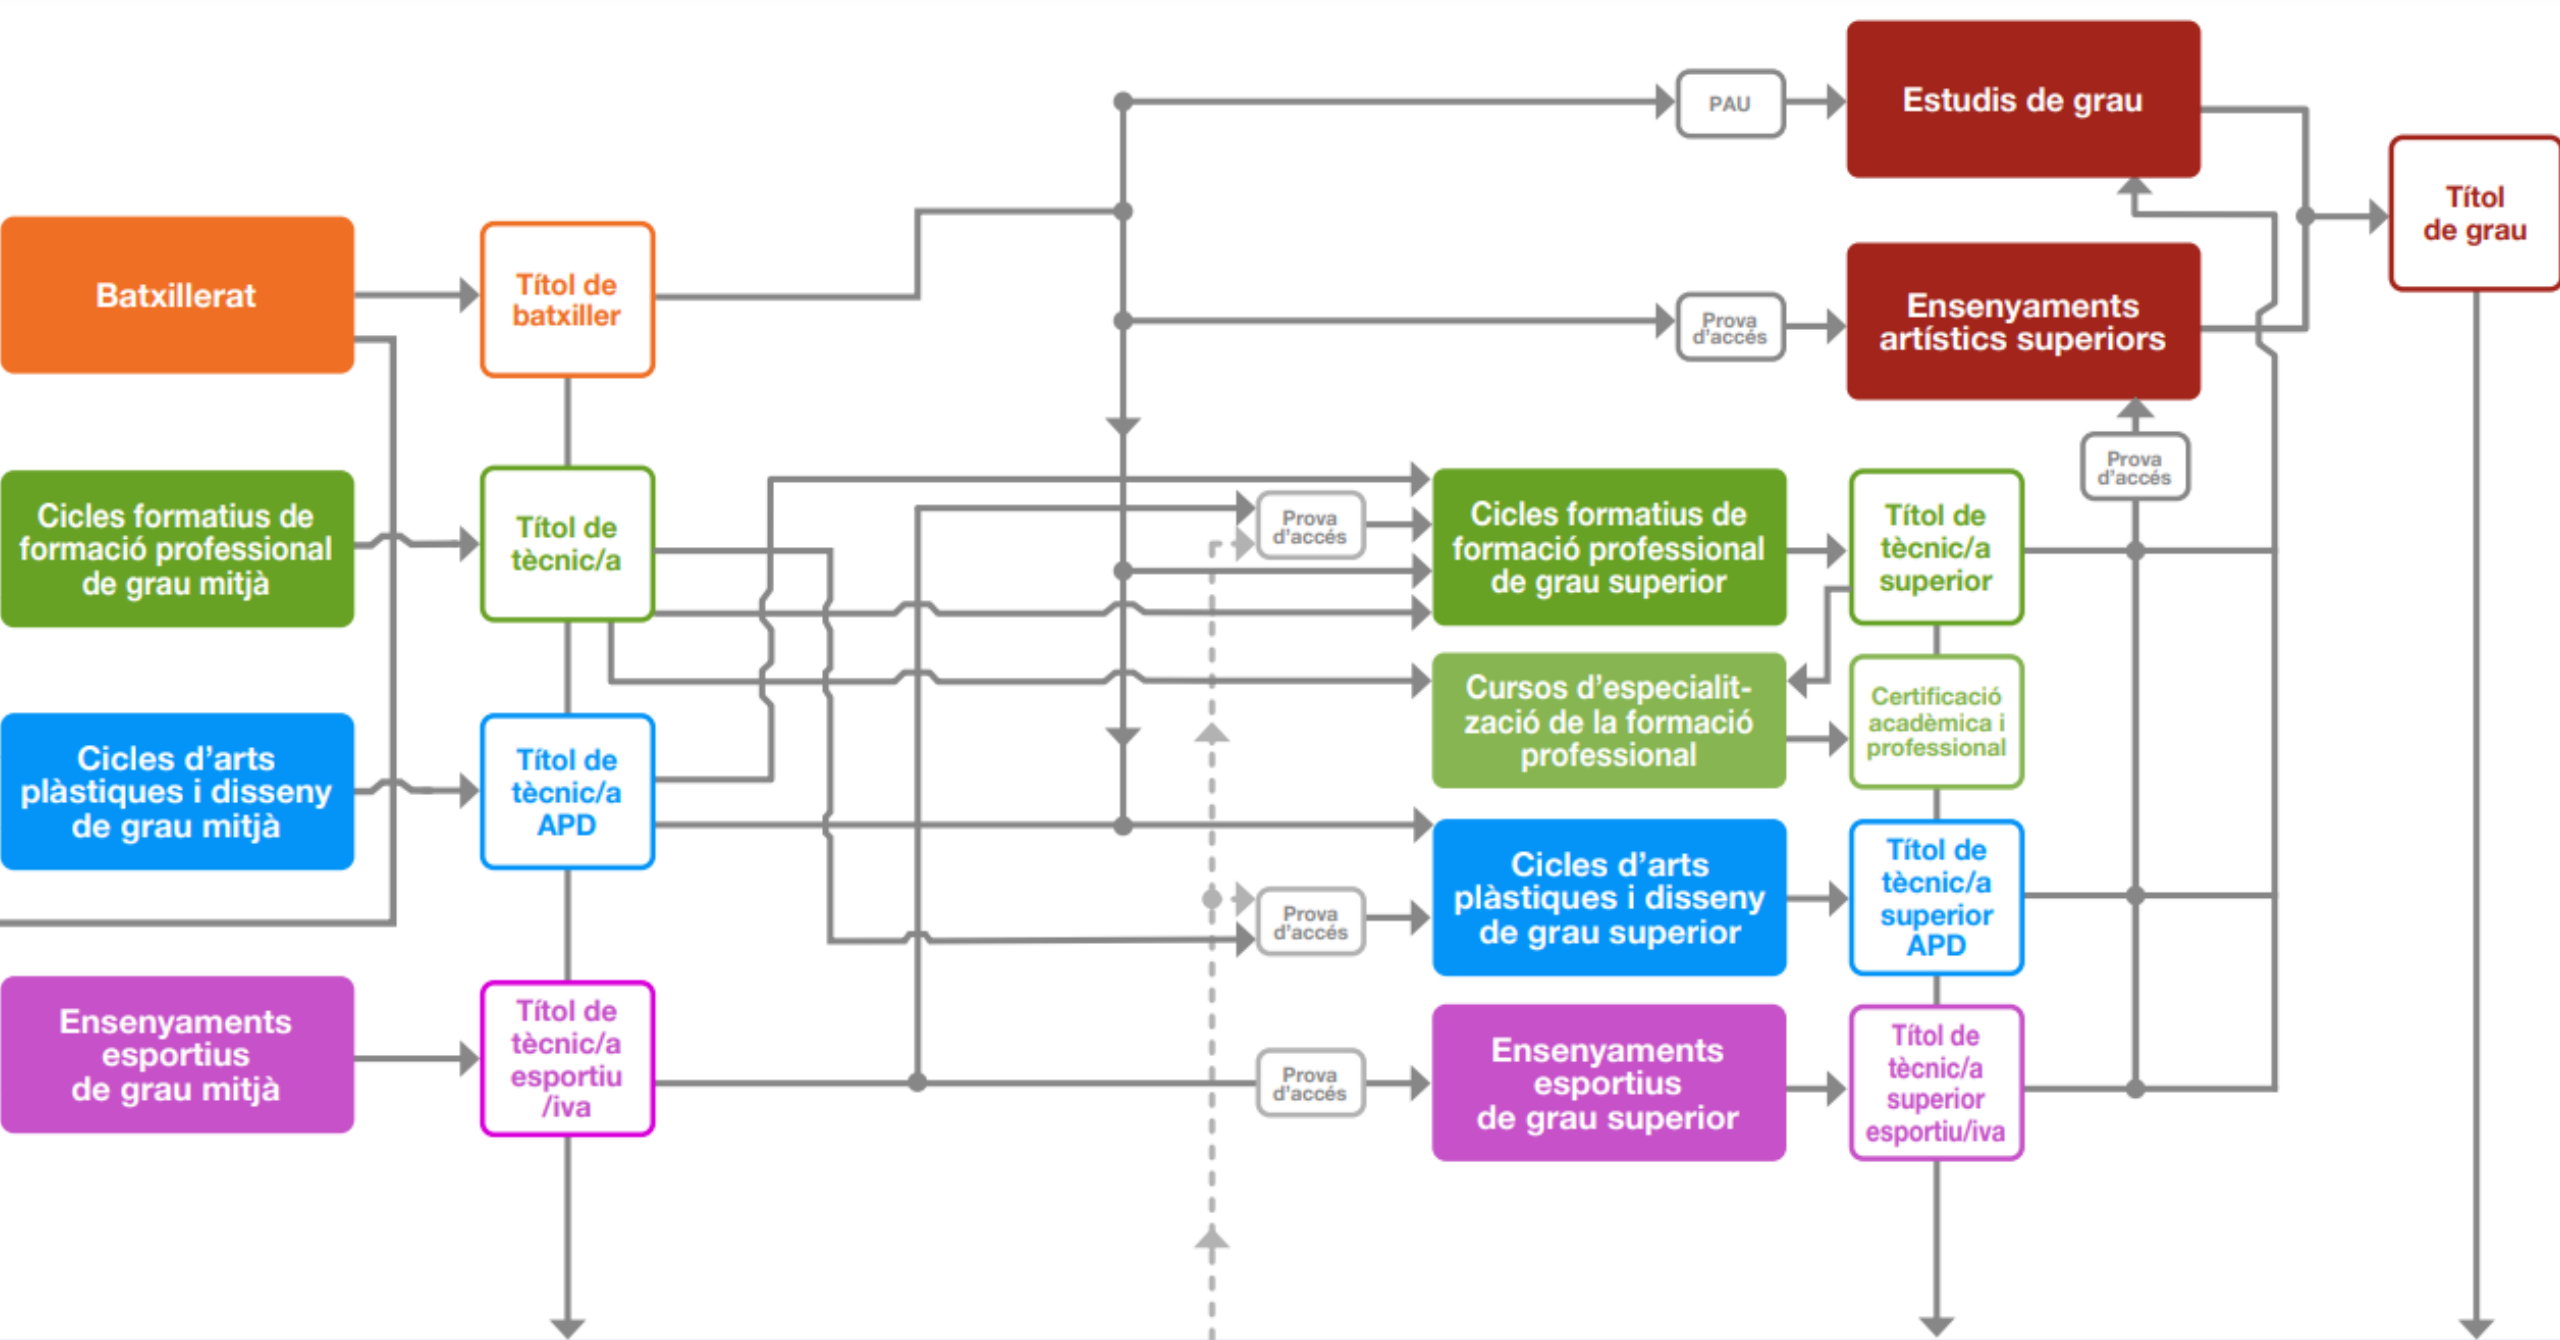 PAU
Estudis de grau
Títol
de grau
Batxillerat
Títol de
batxiller
Prova
d'accés
Ensenyaments
artístics superiors
Prova
d'accés
Cicles formatius de
formació professional
de grau mitjà
Títol de
tècnic/a
Prova
d'accés
Cicles formatius de
formació professional
de grau superior
Títol de
tècnic/a
superior
Cursos d'especialit-
zació de la formació
professional
Certificació
acadèmica i
professional
Cicles d'arts
plàstiques i disseny
de grau mitjà
Títol de
tècnic/a
APD
Prova
d'accés
Cicles d'arts
plàstiques i disseny
de grau superior
Títol de
tècnic/a
superior
APD
Ensenyaments
esportius
de grau mitjà
Títol de
tècnic/a
esportiu
/iva
Prova
d'accés
Ensenyaments
esportius
de grau superior
Títol de
tècnic/a
superior
esportiu/iva